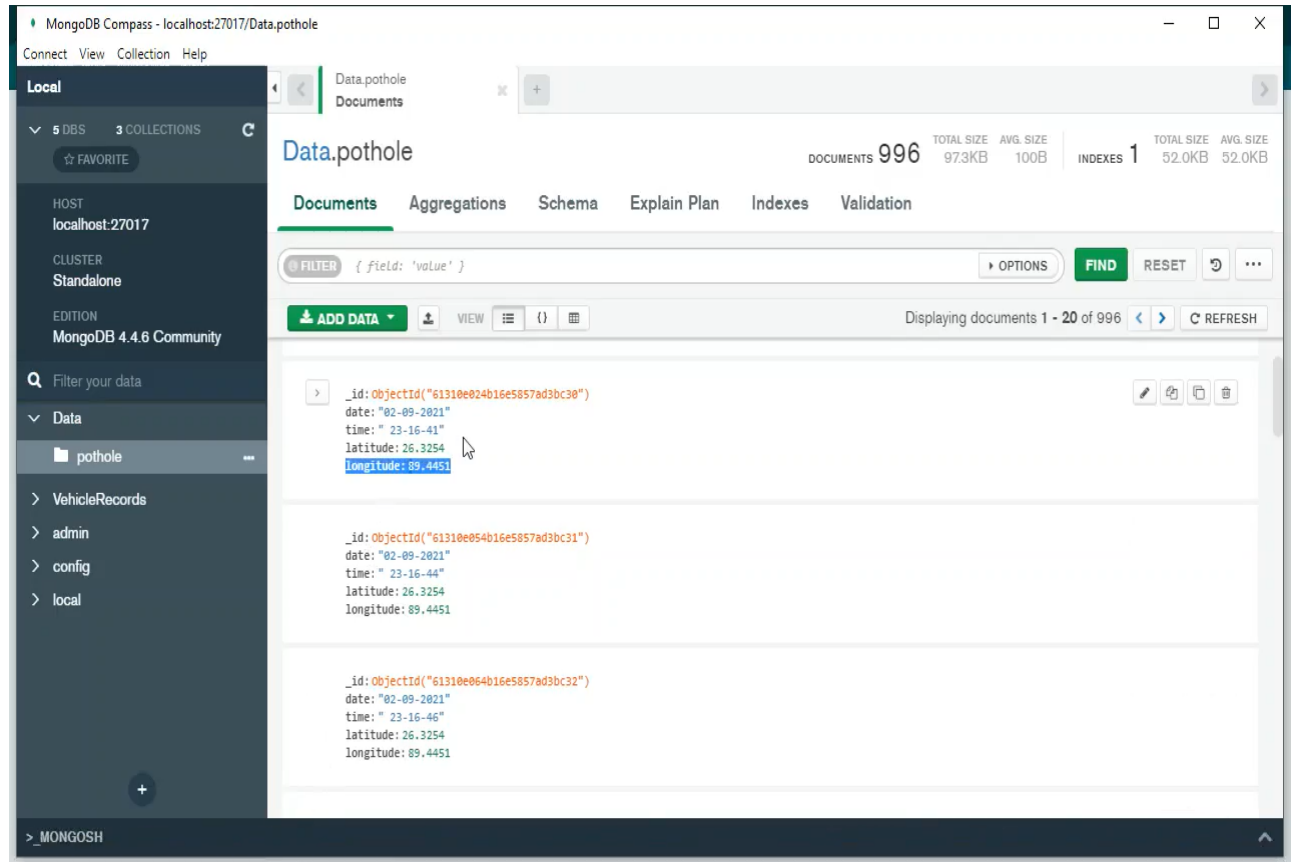 MongoDB Compass - localhost:27017/Data.pothole
Connect View Collection Help
Local
5 DBS 3 COLLECTIONS
FAVORITE
HOST
localhost:27017
CLUSTER
Standalone
EDITION
MongoDB 4.4.6 Community
Filter your data
Data
pothole
VehicleRecords
admin
config
local
Data.pothole
Documents
Data.pothole
DOCUMENTS 996 TOTAL SIZE 97.3KB AVG. SIZE 100B INDEXES 1 TOTAL SIZE 52.0KB AVG. SIZE 52.0KB
Documents Aggregations Schema Explain Plan Indexes Validation
FILTER { field: 'value' } OPTIONS FIND RESET
ADD DATA VIEW {} Displaying documents 1 - 20 of 996 REFRESH
_id: ObjectId("61310e024b16e5857ad3bc30")
date: "02-09-2021"
time: " 23-16-41"
latitude: 26.3254
longitude: 89.4451
_id: ObjectId("61310e054b16e5857ad3bc31")
date: "02-09-2021"
time: " 23-16-44"
latitude: 26.3254
longitude: 89.4451
_id: ObjectId("61310e064b16e5857ad3bc32")
date: "02-09-2021"
time: " 23-16-46"
latitude: 26.3254
longitude: 89.4451
>_MONGOSH